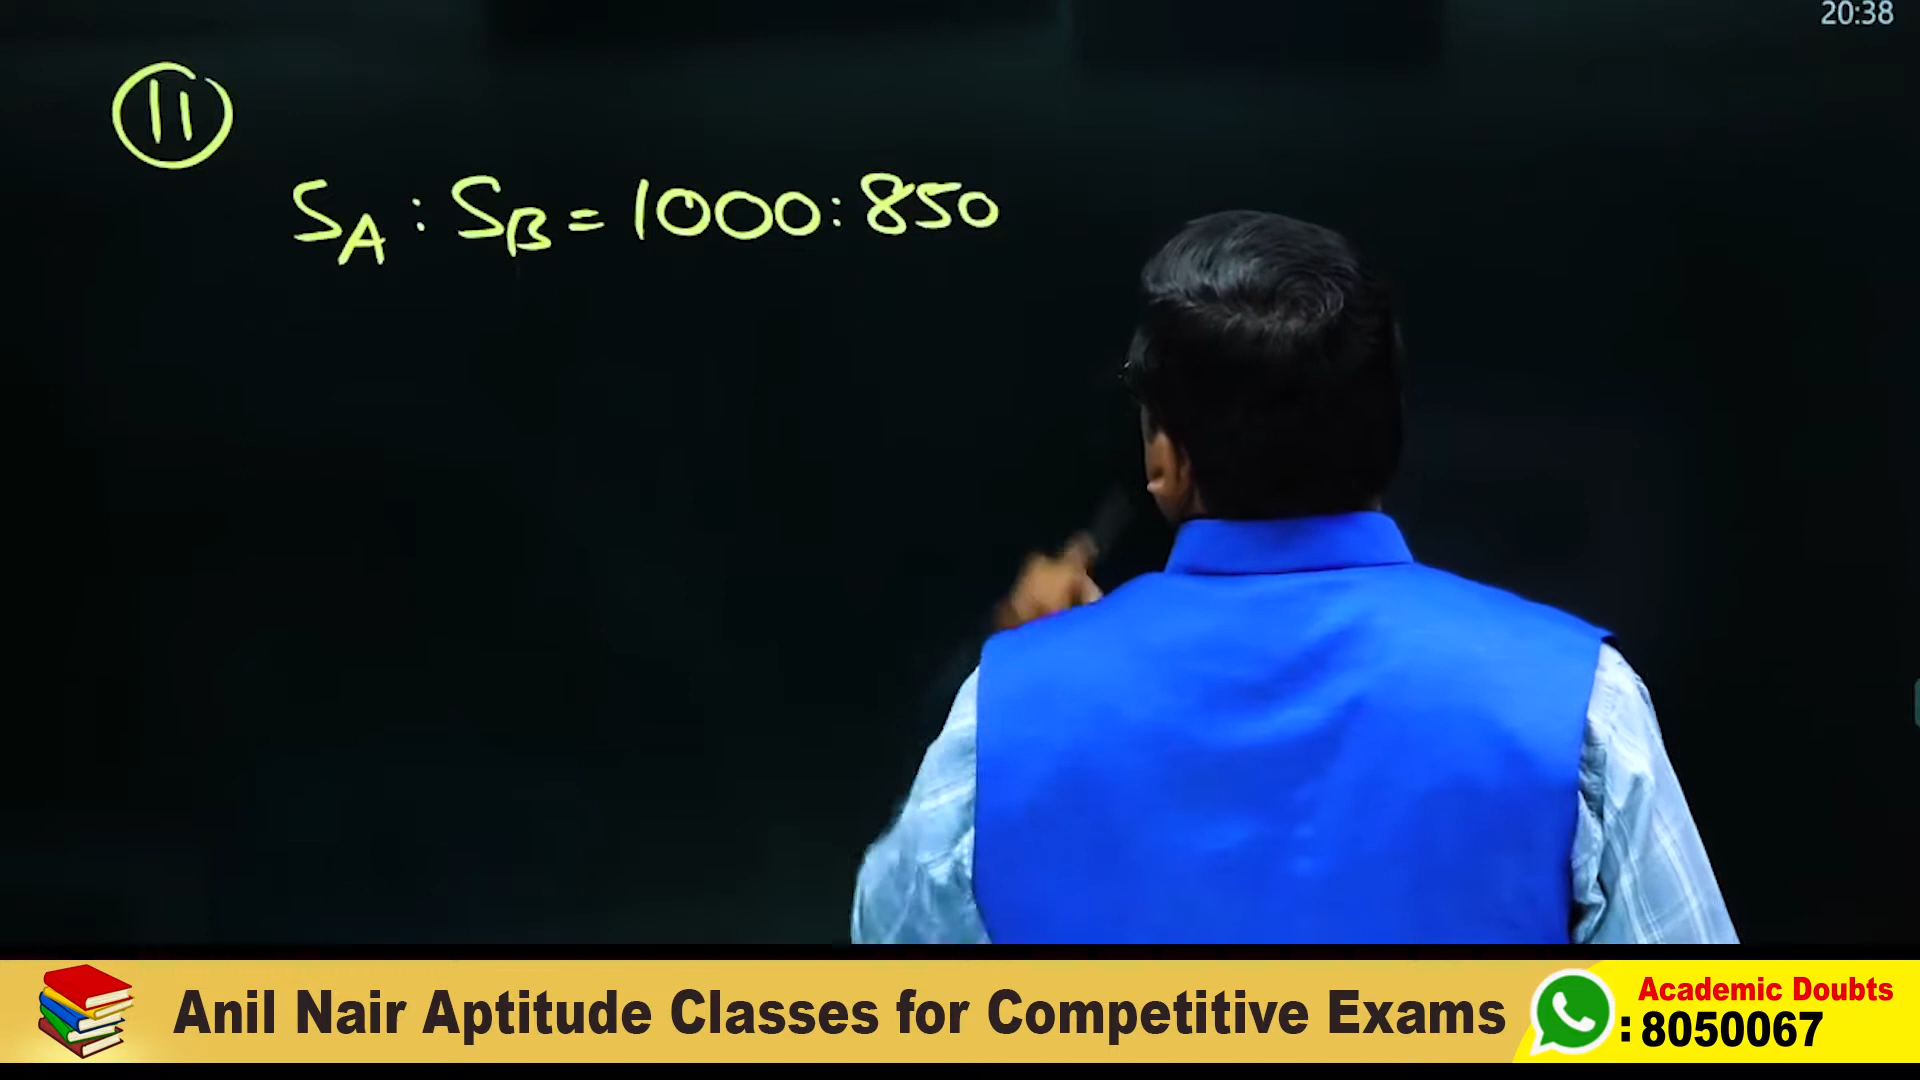 20:38
11
SA : SB = 1000 : 850
Anil Nair Aptitude Classes for Competitive Exams
Academic Doubts
: 8050067